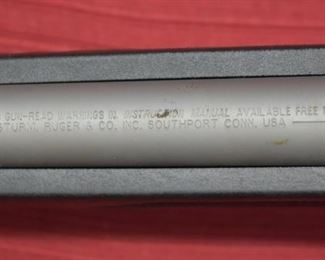 GUN-READ WARNINGS IN INSTRUCTION MANUAL AVAILABLE FREE
STURM, RUGER & CO. INC. SOUTHPORT CONN. USA